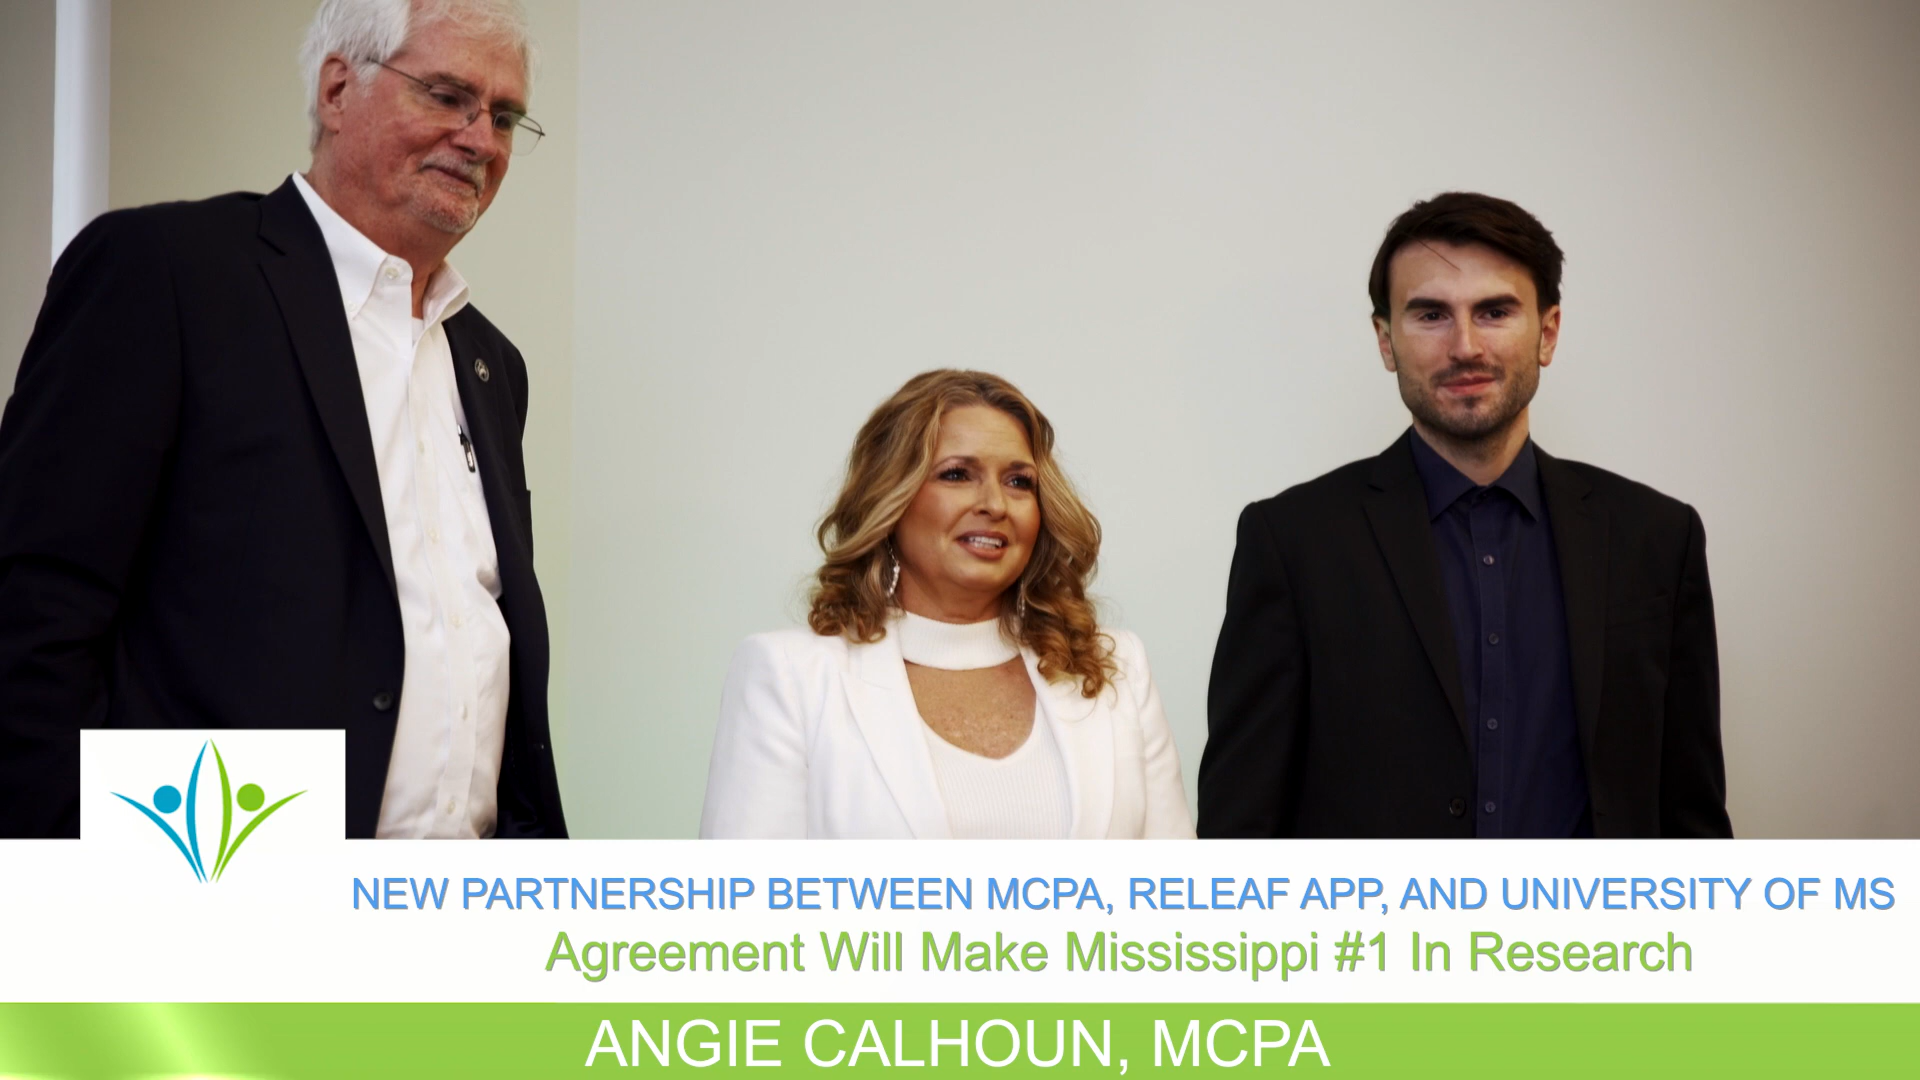 NEW PARTNERSHIP BETWEEN MCPA, RELEAF APP, AND UNIVERSITY OF MS
Agreement Will Make Mississippi #1 In Research
ANGIE CALHOUN, MCPA